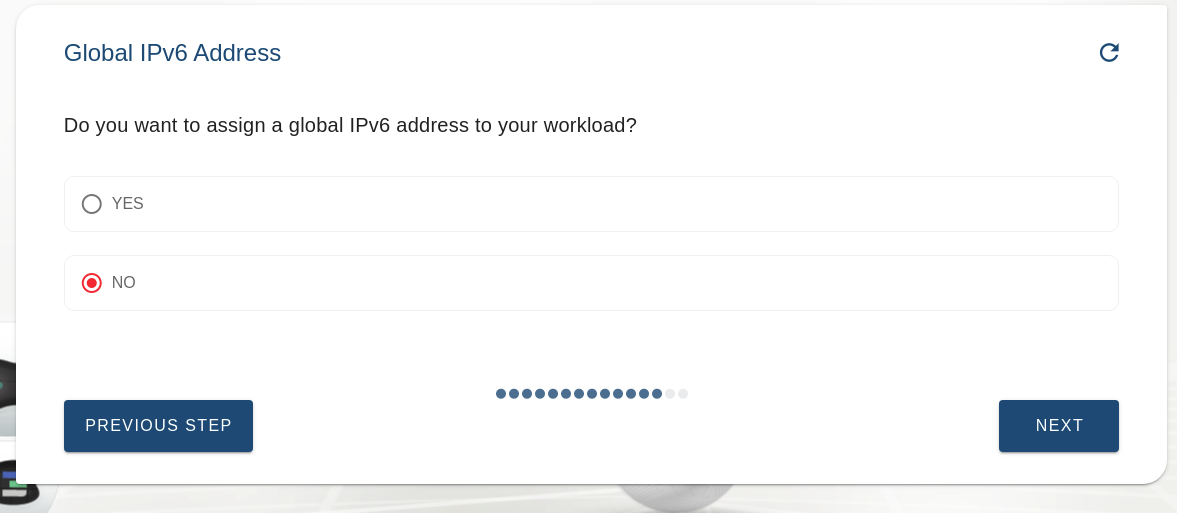 Global IPv6 Address
Do you want to assign a global IPv6 address to your workload?
YES
NO
PREVIOUS STEP
NEXT